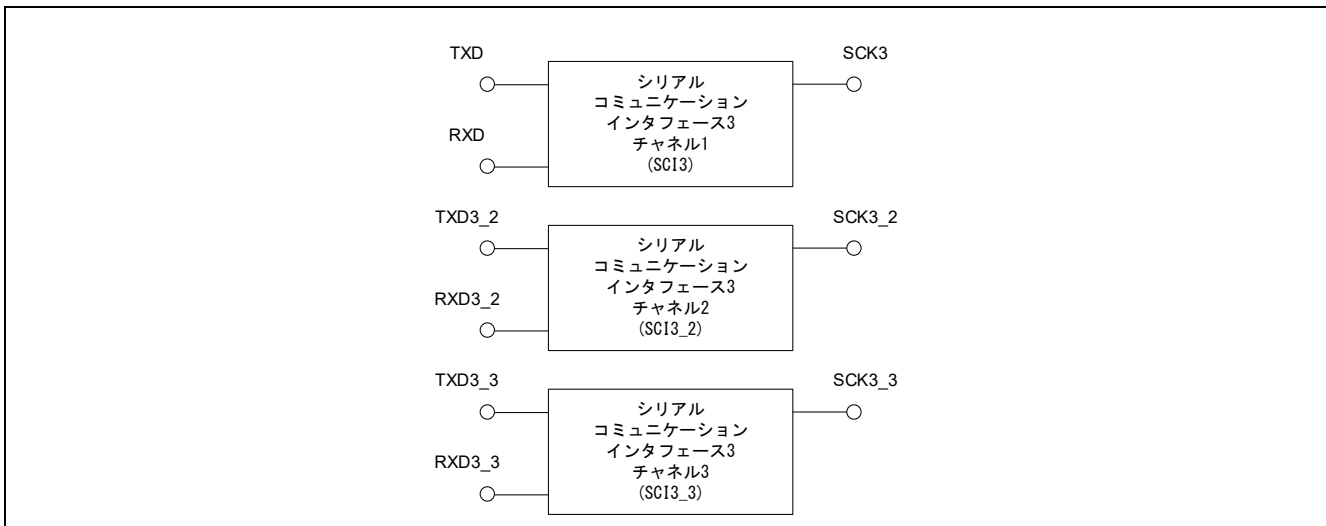 TXD
SCK3
シリアル
コミュニケーション
インタフェース3
チャネル1
(SCI3)
RXD
TXD3_2
SCK3_2
シリアル
コミュニケーション
インタフェース3
チャネル2
(SCI3_2)
RXD3_2
TXD3_3
SCK3_3
シリアル
コミュニケーション
インタフェース3
チャネル3
(SCI3_3)
RXD3_3